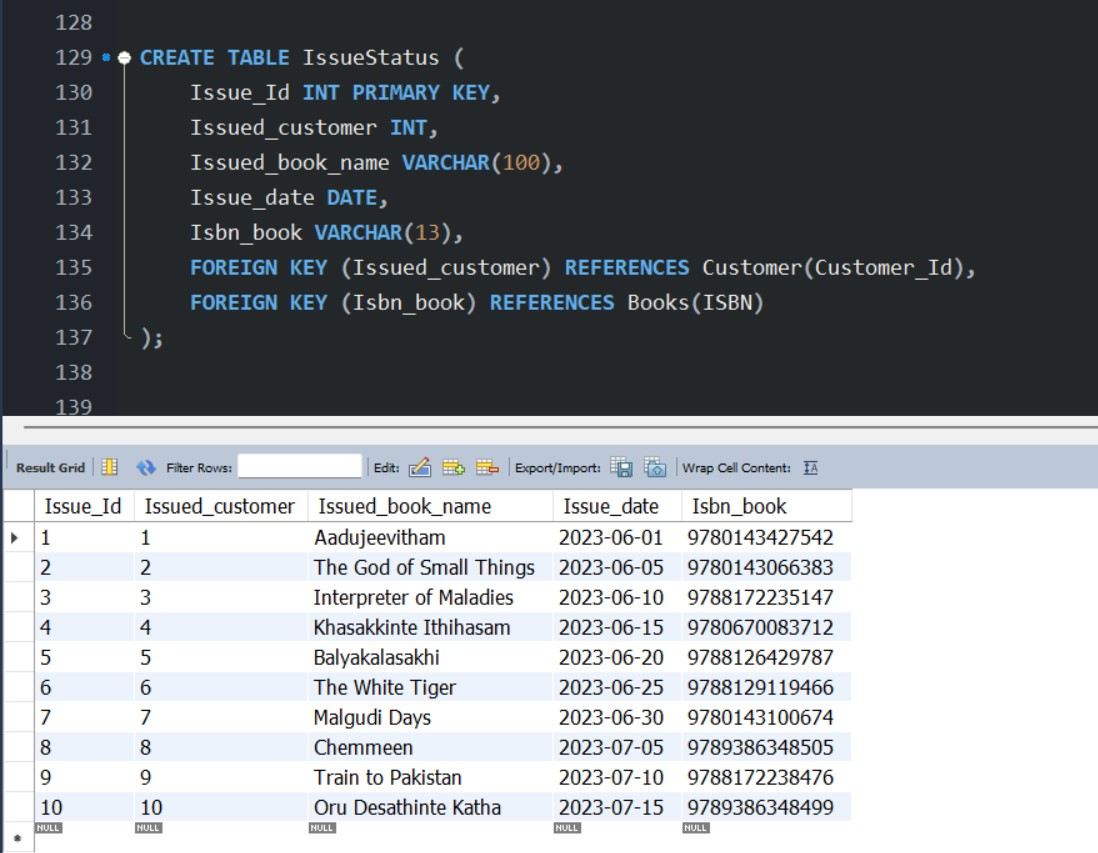 128
129 CREATE TABLE IssueStatus (
130 Issue_Id INT PRIMARY KEY,
131 Issued_customer INT,
132 Issued_book_name VARCHAR(100),
133 Issue_date DATE,
134 Isbn_book VARCHAR(13),
135 FOREIGN KEY (Issued_customer) REFERENCES Customer(Customer_Id),
136 FOREIGN KEY (Isbn_book) REFERENCES Books(ISBN)
137 );
138
139
Result Grid Filter Rows: Edit: Export/Import: Wrap Cell Content: IA
Issue_Id Issued_customer Issued_book_name Issue_date Isbn_book
1 1 Aadujeevitham 2023-06-01 9780143427542
2 2 The God of Small Things 2023-06-05 9780143066383
3 3 Interpreter of Maladies 2023-06-10 9788172235147
4 4 Khasakkinte Ithihasam 2023-06-15 9780670083712
5 5 Balyakalasakhi 2023-06-20 9788126429787
6 6 The White Tiger 2023-06-25 9788129119466
7 7 Malgudi Days 2023-06-30 9780143100674
8 8 Chemmeen 2023-07-05 9789386348505
9 9 Train to Pakistan 2023-07-10 9788172238476
10 10 Oru Desathinte Katha 2023-07-15 9789386348499
NULL NULL NULL NULL NULL